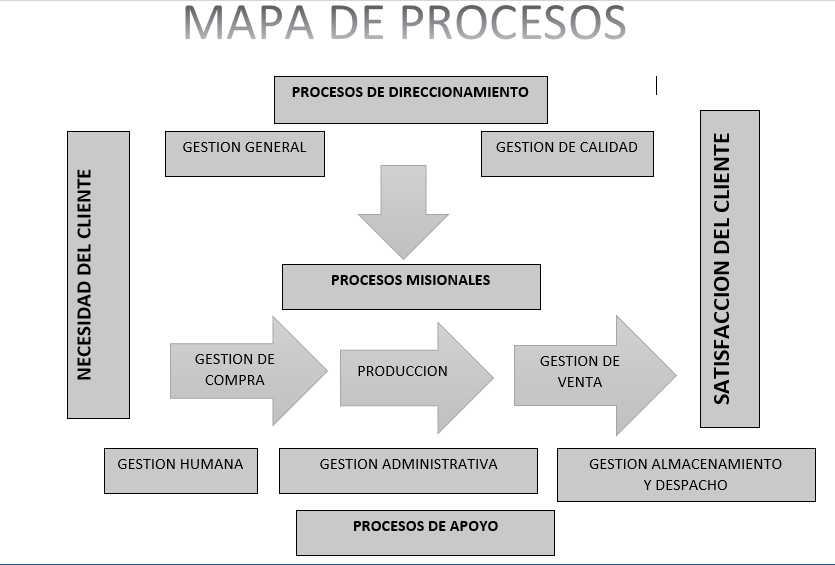 MAPA DE PROCESOS
PROCESOS DE DIRECCIONAMIENTO
GESTION GENERAL
GESTION DE CALIDAD
NECESIDAD DEL CLIENTE
SATISFACCION DEL CLIENTE
PROCESOS MISIONALES
GESTION DE
COMPRA
PRODUCCION
GESTION DE
VENTA
GESTION HUMANA
GESTION ADMINISTRATIVA
GESTION ALMACENAMIENTO
Y DESPACHO
PROCESOS DE APOYO